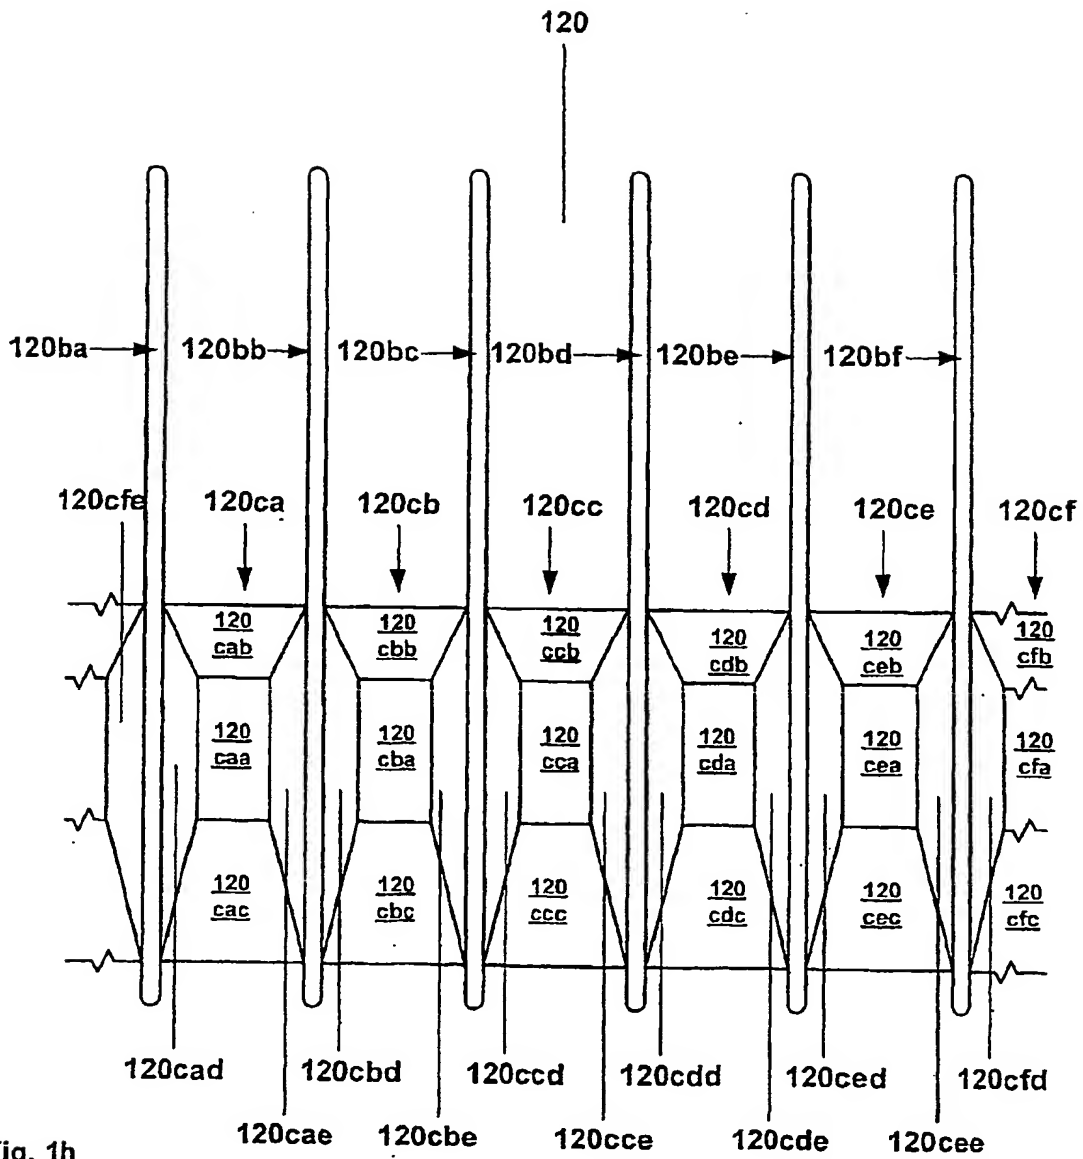 120
120ba 120bb 120bc 120bd 120be 120bf
120cfe 120ca 120cb 120cc 120cd 120ce 120cf
120 120 120 120 120 120
cab cbb ccb cdb ceb cfb
120 120 120 120 120 120
caa cba cca cda cea cfa
120 120 120 120 120 120
cac cbc ccc cdc cec cfc
120cad 120cbd 120ccd 120cdd 120ced 120cfd
120cae 120cbe 120cce 120cde 120cee
ig. 1h